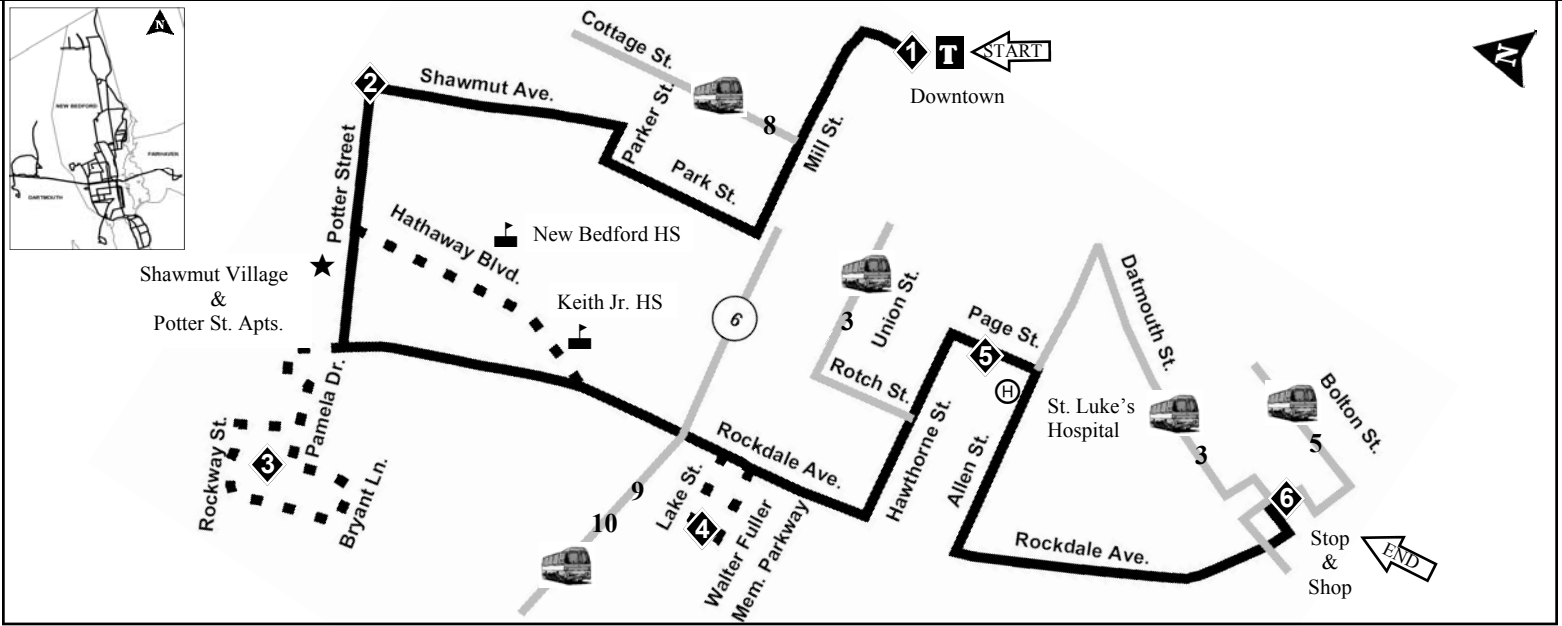 N
NEW BEDFORD
FAIRHAVEN
DARTMOUTH
Cottage St.
1
T
START
Downtown
N
2
Shawmut Ave.
Parker St.
8
Mill St.
Park St.
Potter Street
Hathaway Blvd.
New Bedford HS
Shawmut Village
&
Potter St. Apts.
Keith Jr. HS
6
3
Union St.
Rotch St.
Page St.
5
H
Datmouth St.
St. Luke's
Hospital
3
Bolton St.
5
Pamela Dr.
Rockway St.
3
Bryant Ln.
Rockdale Ave.
Hawthorne St.
Allen St.
9
10
Lake St.
4
Walter Fuller
Mem. Parkway
Rockdale Ave.
6
Stop
&
Shop
END